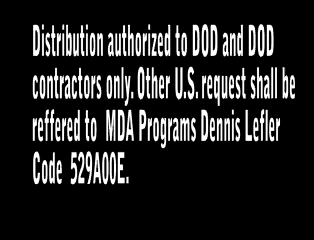 Distribution authorized to DOD and DOD
contractors only. Other U.S. request shall be
reffered to  MDA Programs Dennis Lefler
Code  529A00E.